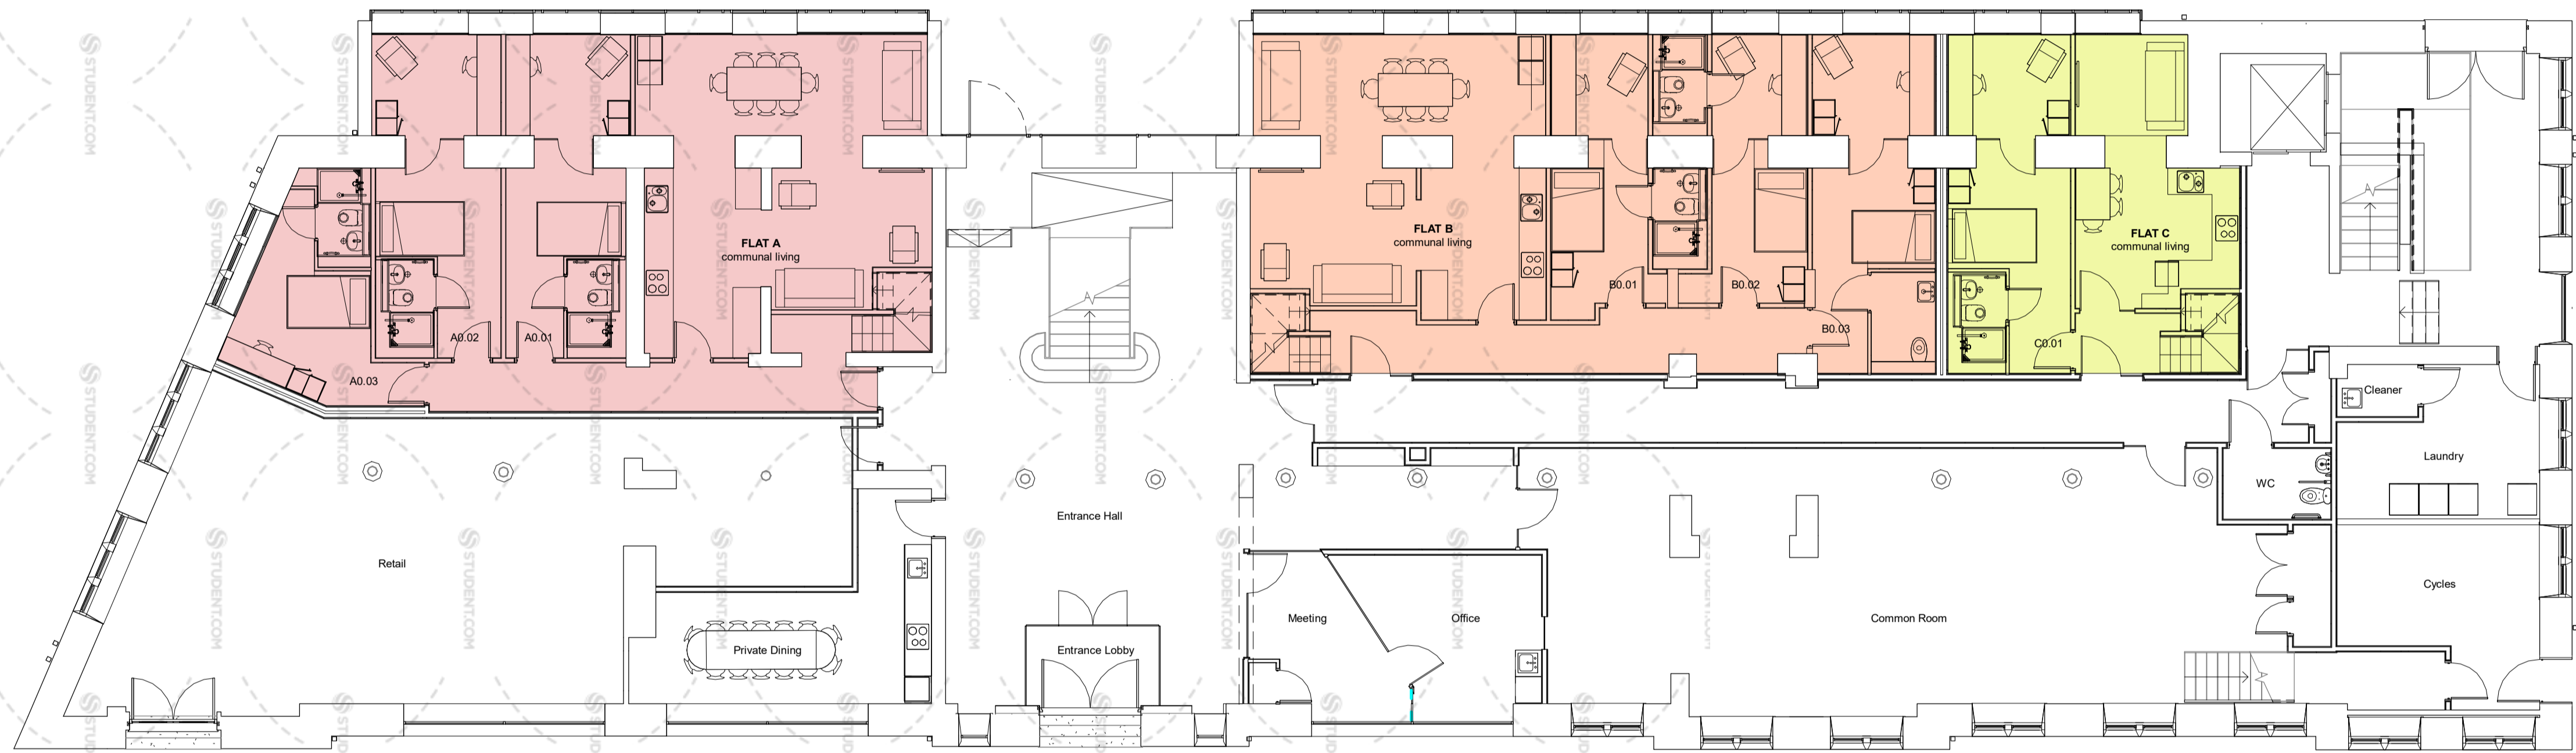 FLAT A
communal living
FLAT B
communal living
FLAT C
communal living
B0.01
B0.02
B0.03
A0.02
A0.01
A0.03
C0.01
Cleaner
Laundry
WC
Entrance Hall
Retail
Cycles
Meeting
Office
Common Room
Private Dining
Entrance Lobby
STUDENT.COM